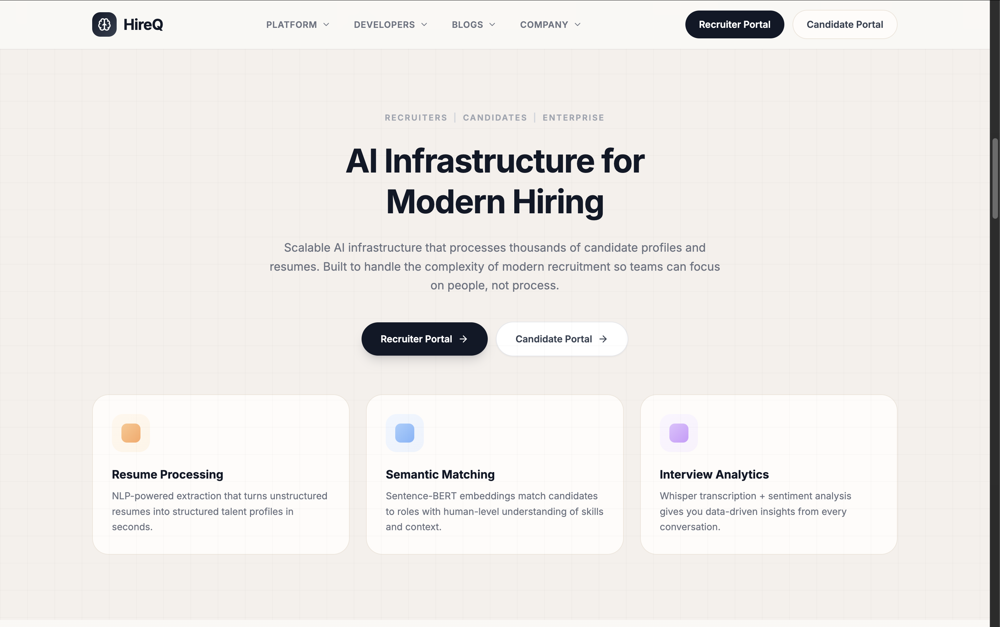 HireQ
PLATFORM
DEVELOPERS
BLOGS
COMPANY
Recruiter Portal
Candidate Portal
RECRUITERS | CANDIDATES | ENTERPRISE
AI Infrastructure for
Modern Hiring
Scalable AI infrastructure that processes thousands of candidate profiles and
resumes. Built to handle the complexity of modern recruitment so teams can focus
on people, not process.
Recruiter Portal →
Candidate Portal →
Resume Processing
NLP-powered extraction that turns unstructured
resumes into structured talent profiles in
seconds.
Semantic Matching
Sentence-BERT embeddings match candidates
to roles with human-level understanding of skills
and context.
Interview Analytics
Whisper transcription + sentiment analysis
gives you data-driven insights from every
conversation.